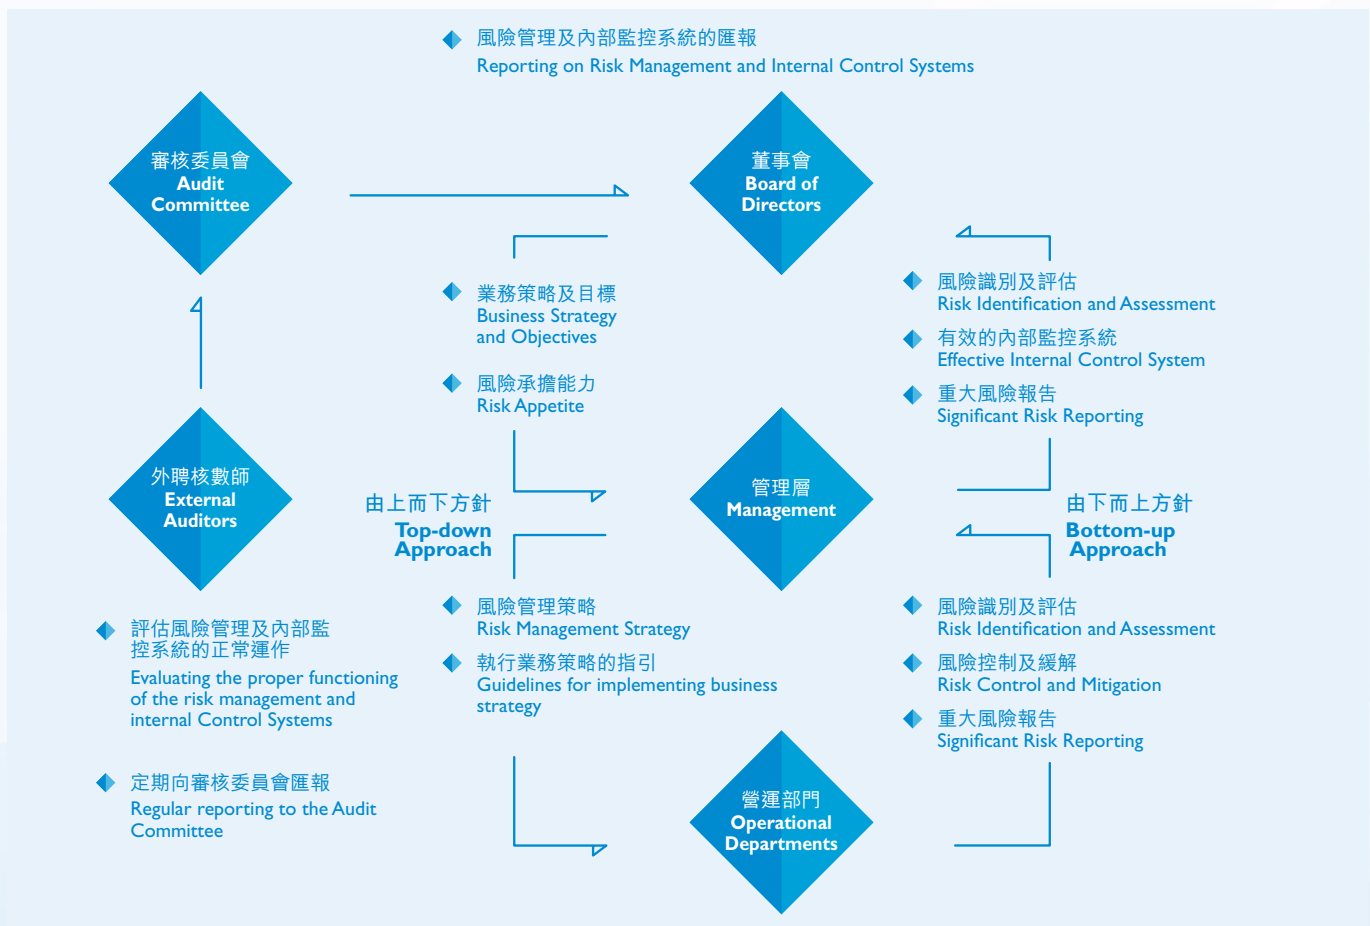 風險管理及內部監控系統的匯報
Reporting on Risk Management and Internal Control Systems
審核委員會
Audit
Committee
董事會
Board of
Directors
業務策略及目標
Business Strategy
and Objectives
風險承擔能力
Risk Appetite
風險識別及評估
Risk Identification and Assessment
有效的內部監控系統
Effective Internal Control System
重大風險報告
Significant Risk Reporting
外聘核數師
External
Auditors
由上而下方針
Top-down
Approach
管理層
Management
由下而上方針
Bottom-up
Approach
評估風險管理及內部監
控系統的正常運作
Evaluating the proper functioning
of the risk management and
internal Control Systems
定期向審核委員會匯報
Regular reporting to the Audit
Committee
風險管理策略
Risk Management Strategy
執行業務策略的指引
Guidelines for implementing business
strategy
風險識別及評估
Risk Identification and Assessment
風險控制及緩解
Risk Control and Mitigation
重大風險報告
Significant Risk Reporting
營運部門
Operational
Departments